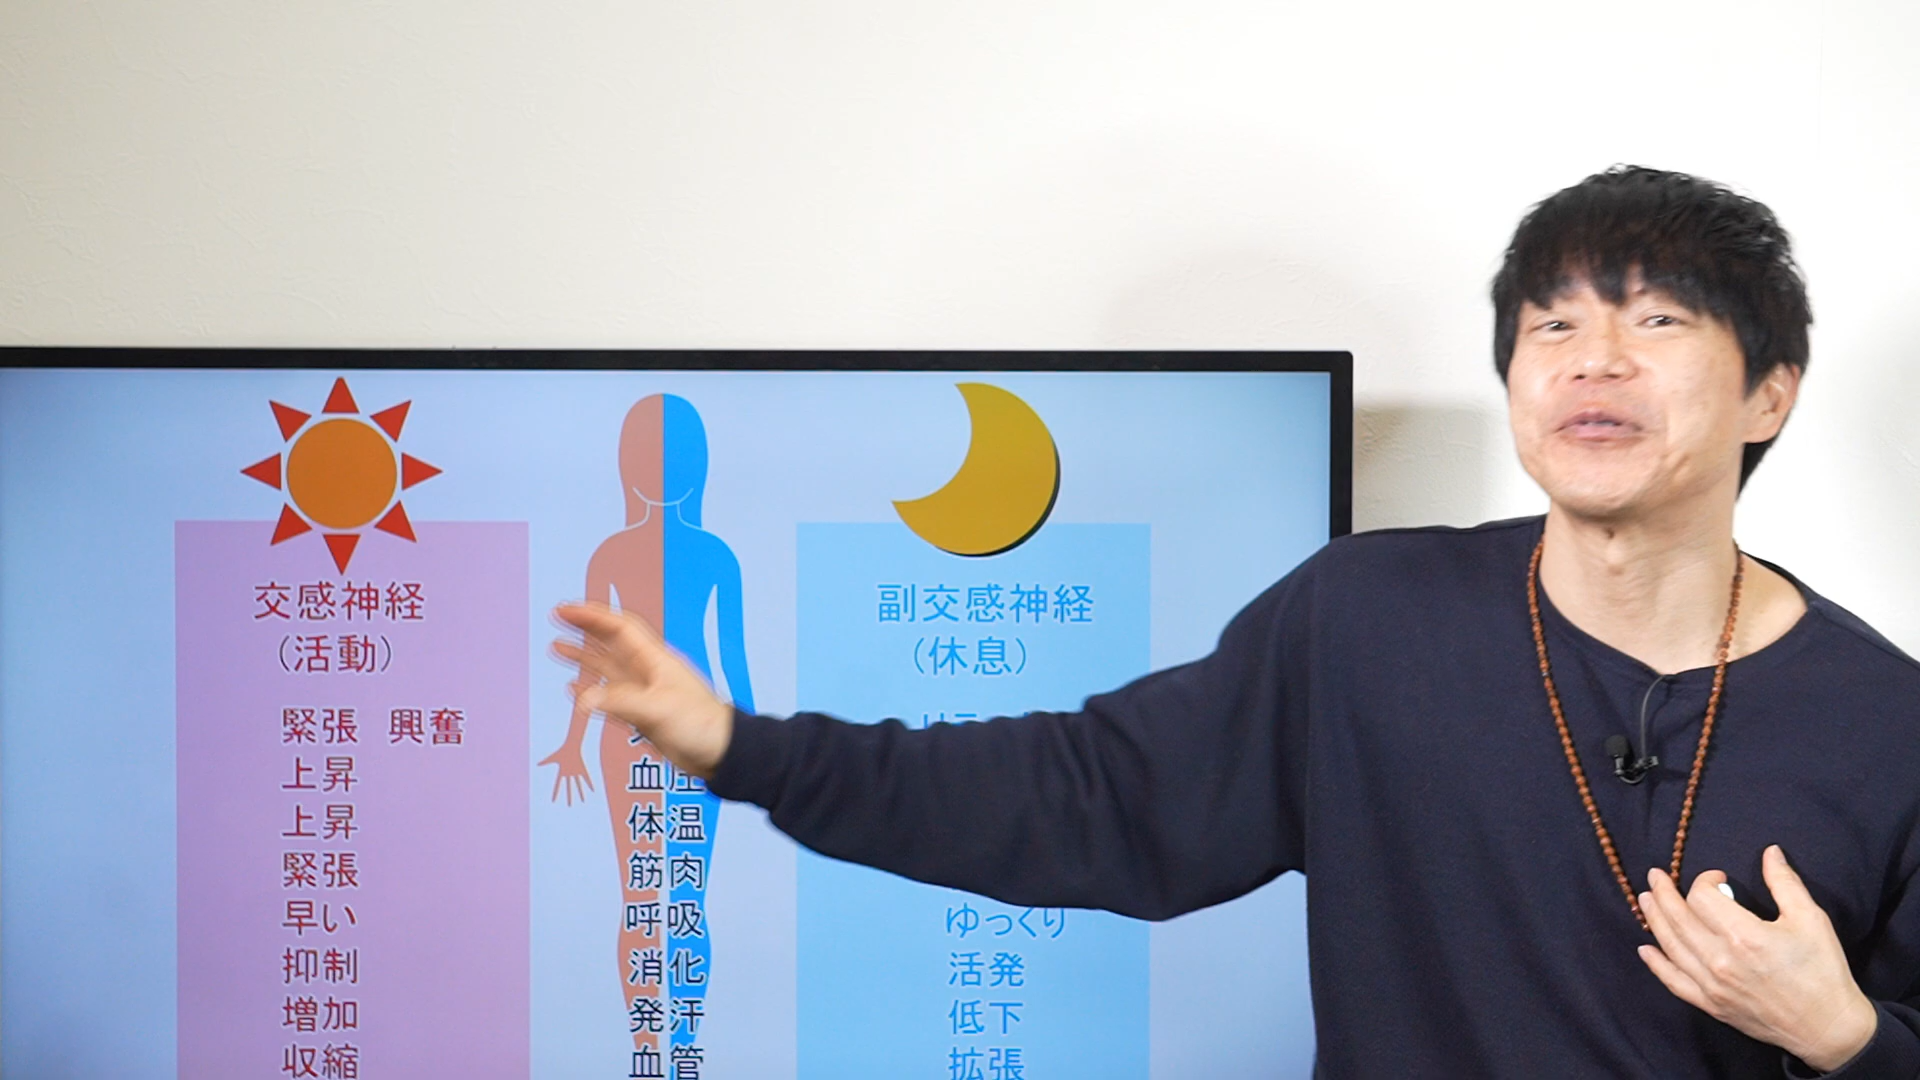 交感神経
(活動)
緊張 興奮
上昇
上昇
緊張
早い
抑制
増加
収縮
血圧
体温
筋肉
呼吸
消化
発汗
血管
副交感神経
(休息)
ゆっくり
活発
低下
拡張